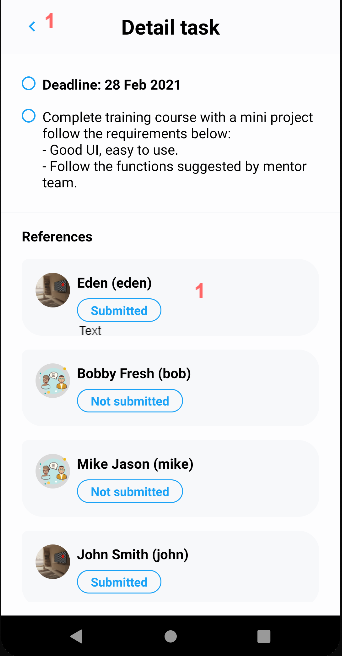 1
Detail task
Deadline: 28 Feb 2021
Complete training course with a mini project
follow the requirements below:
- Good UI, easy to use.
- Follow the functions suggested by mentor
team.
References
Eden (eden)
1
Submitted
Text
Bobby Fresh (bob)
Not submitted
Mike Jason (mike)
Not submitted
John Smith (john)
Submitted